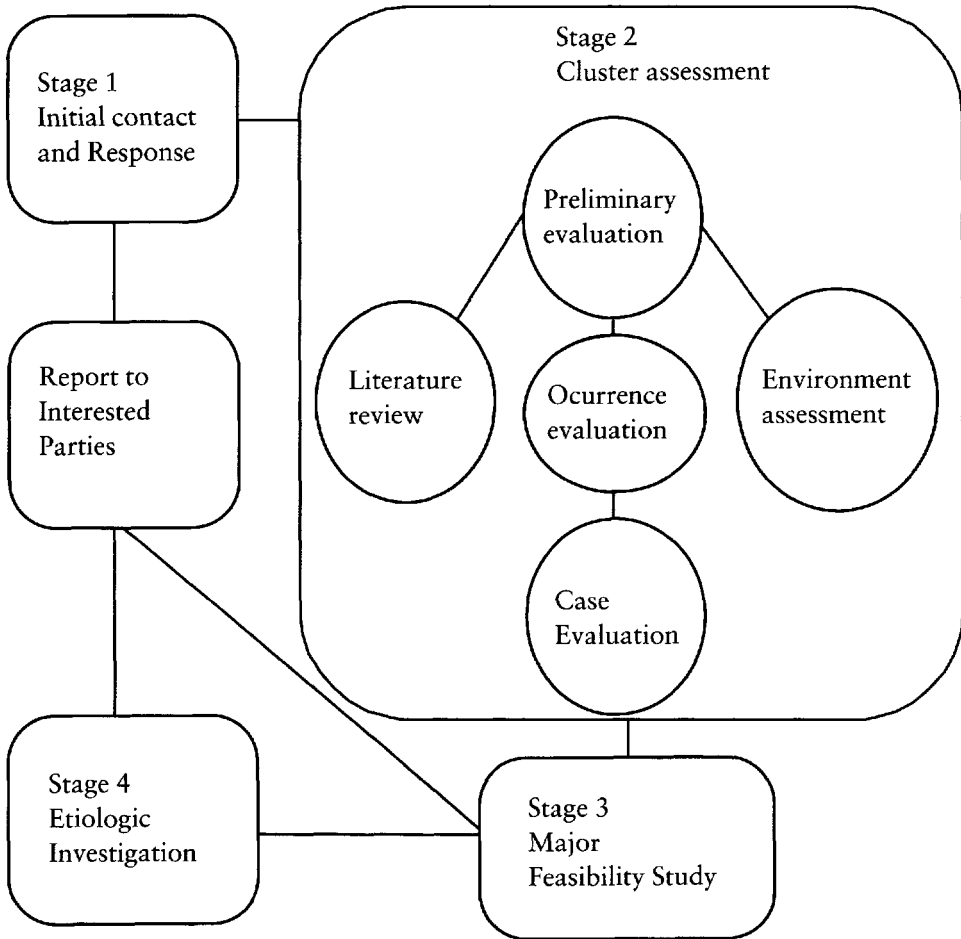 Stage 1
Initial contact
and Response
Stage 2
Cluster assessment
Preliminary
evaluation
Literature
review
Ocurrence
evaluation
Environment
assessment
Case
Evaluation
Report to
Interested
Parties
Stage 4
Etiologic
Investigation
Stage 3
Major
Feasibility Study